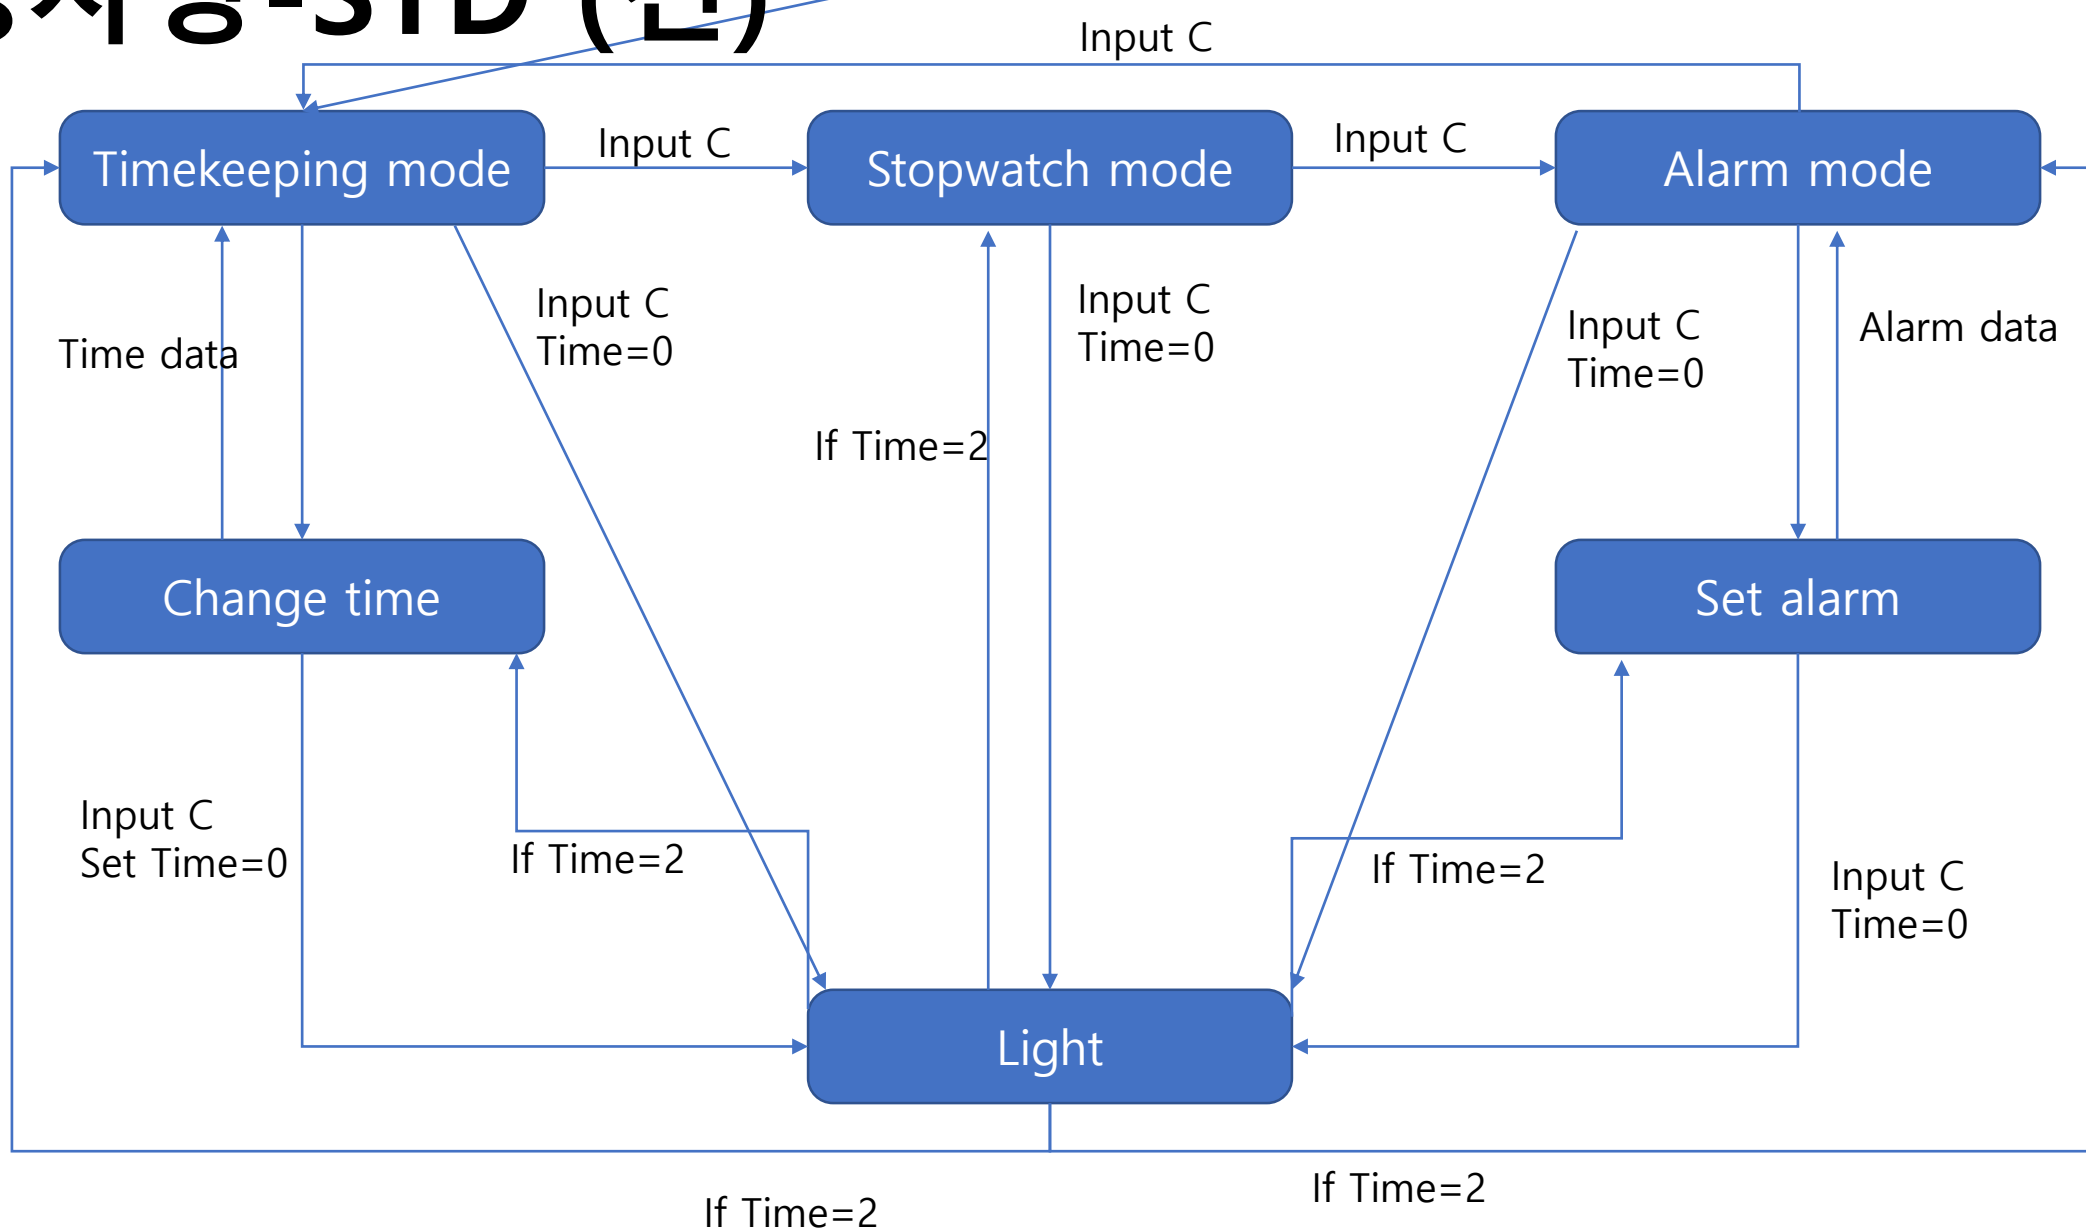 -STD (전)
Input C
Timekeeping mode
Input C
Stopwatch mode
Input C
Alarm mode
Input C
Time=0
Input C
Time=0
Input C
Time=0
Alarm data
Time data
If Time=2
Change time
Set alarm
Input C
Set Time=0
If Time=2
If Time=2
Input C
Time=0
Light
If Time=2
If Time=2